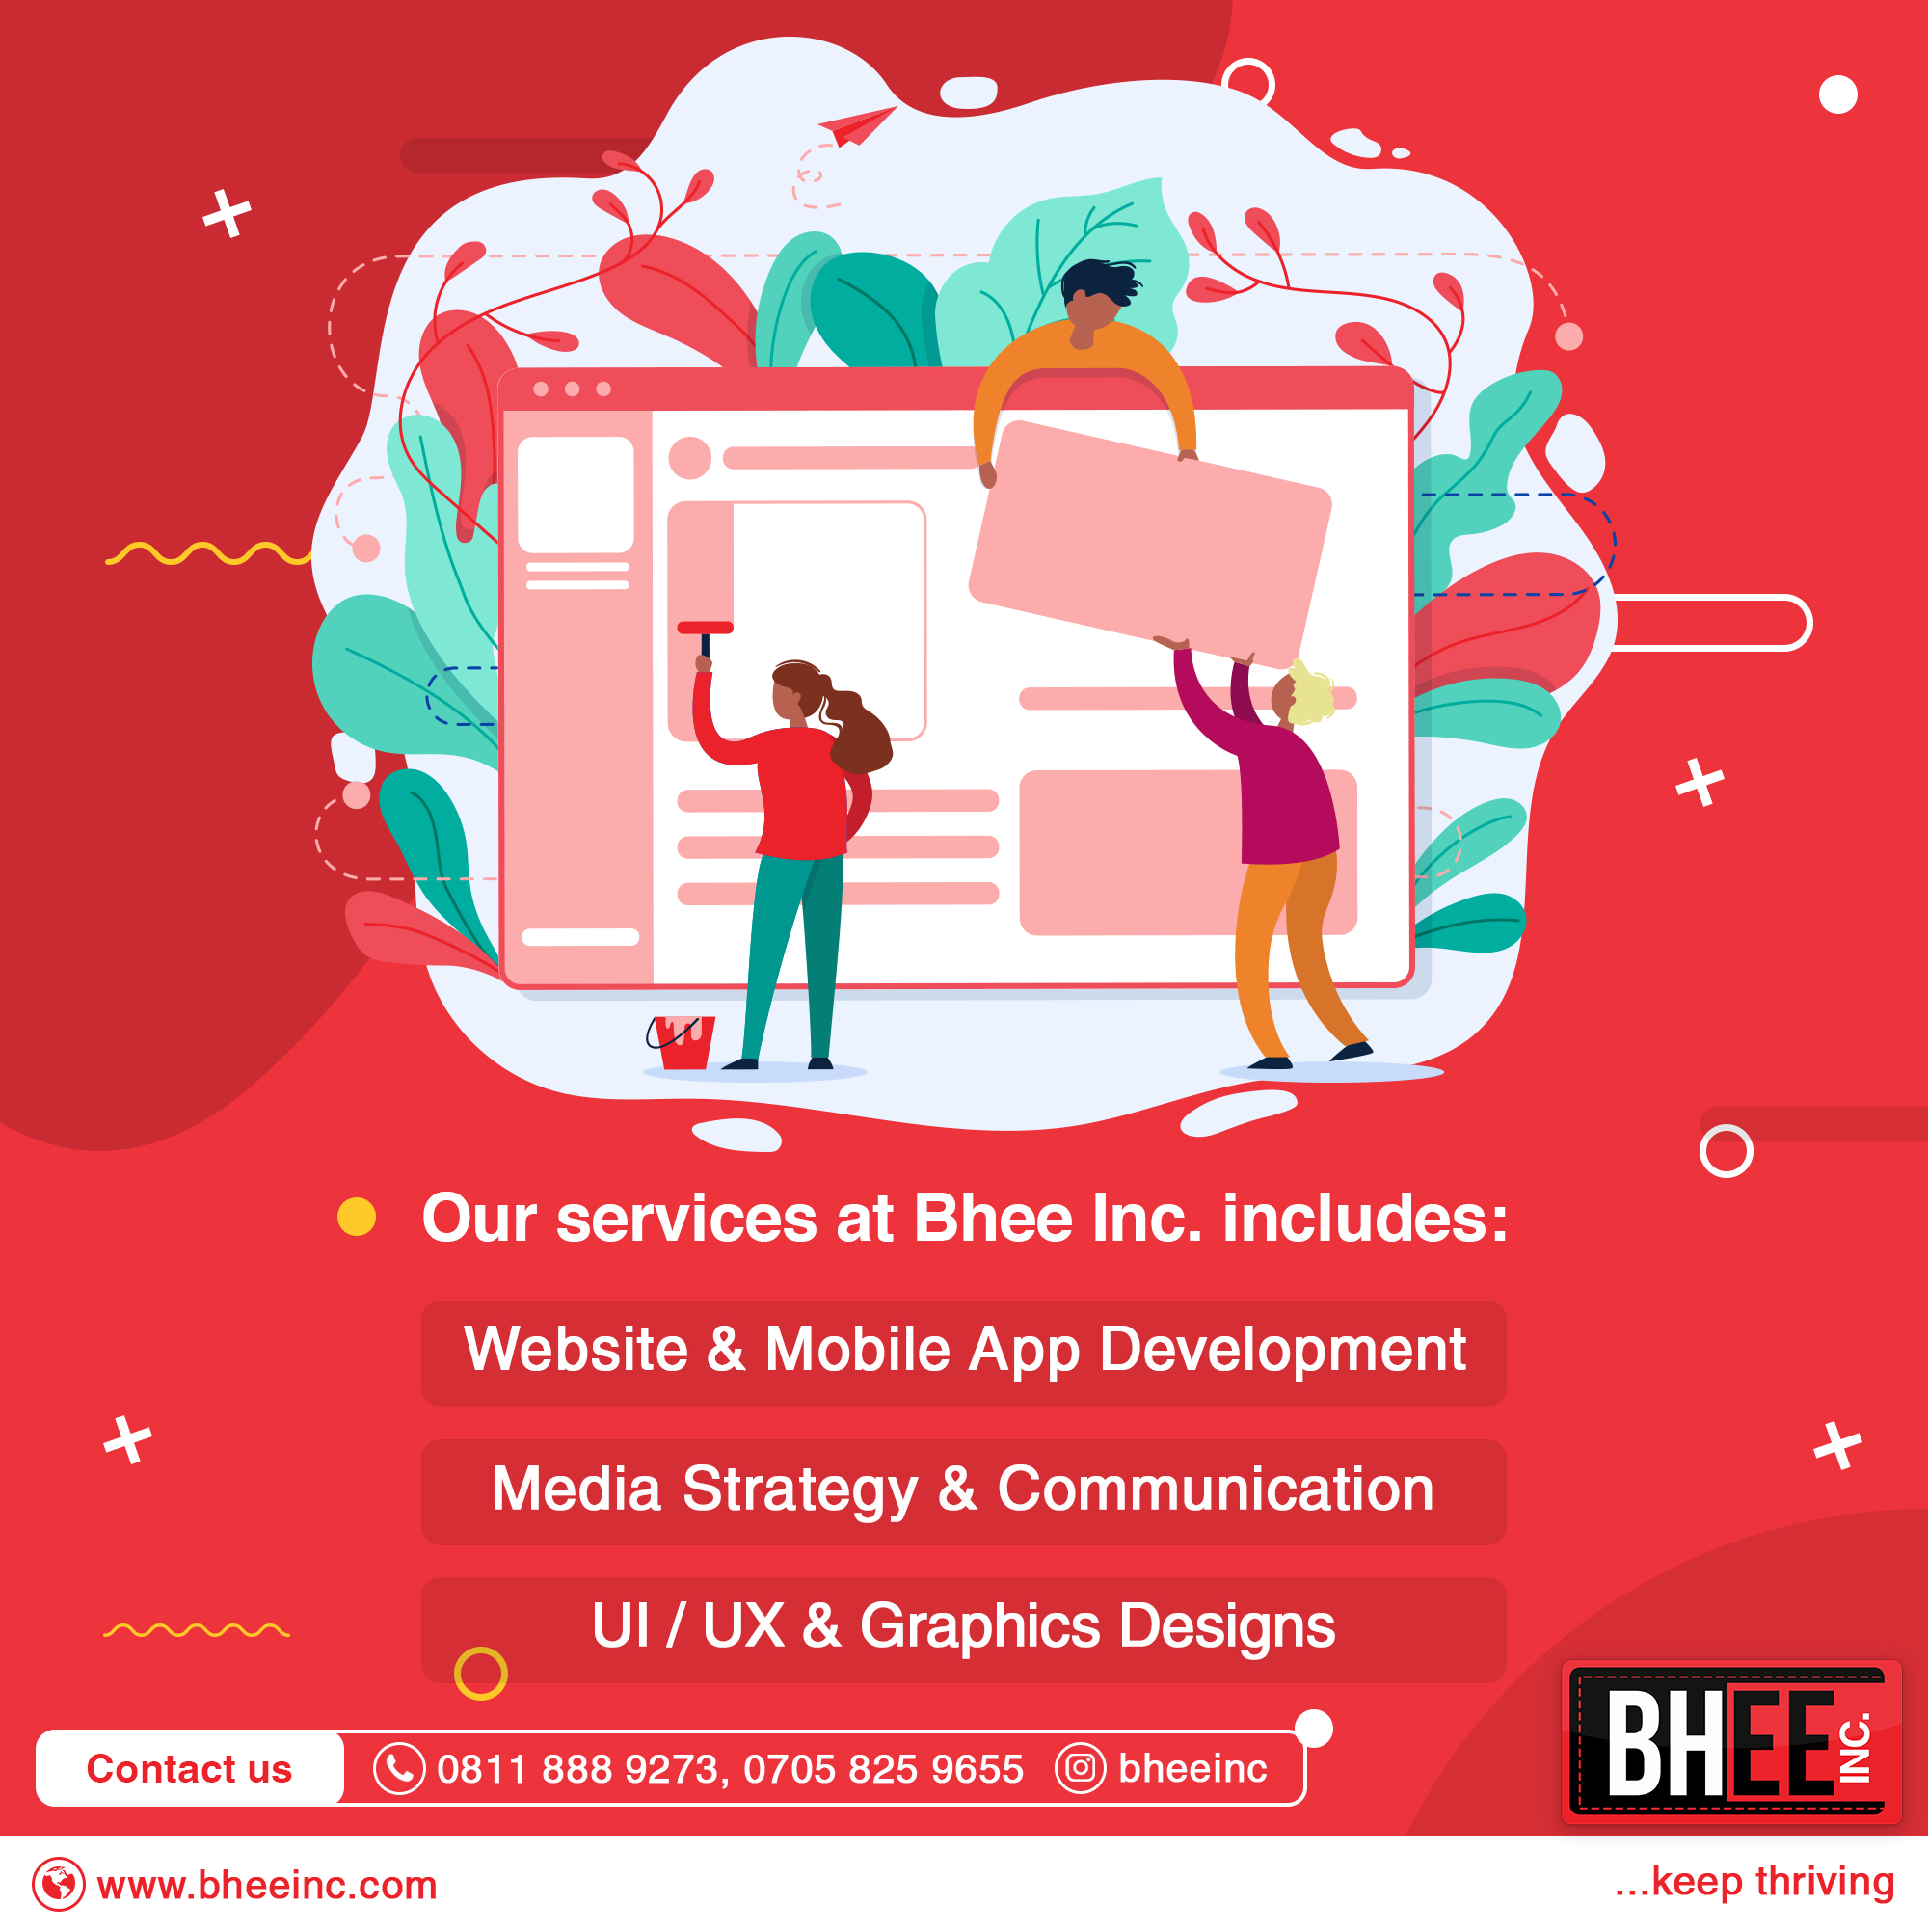 Our services at Bhee Inc. includes:
Website & Mobile App Development
Media Strategy & Communication
UI / UX & Graphics Designs
Contact us
0811 888 9273, 0705 825 9655
bheeinc
BHEE INC.
www.bheeinc.com
...keep thriving